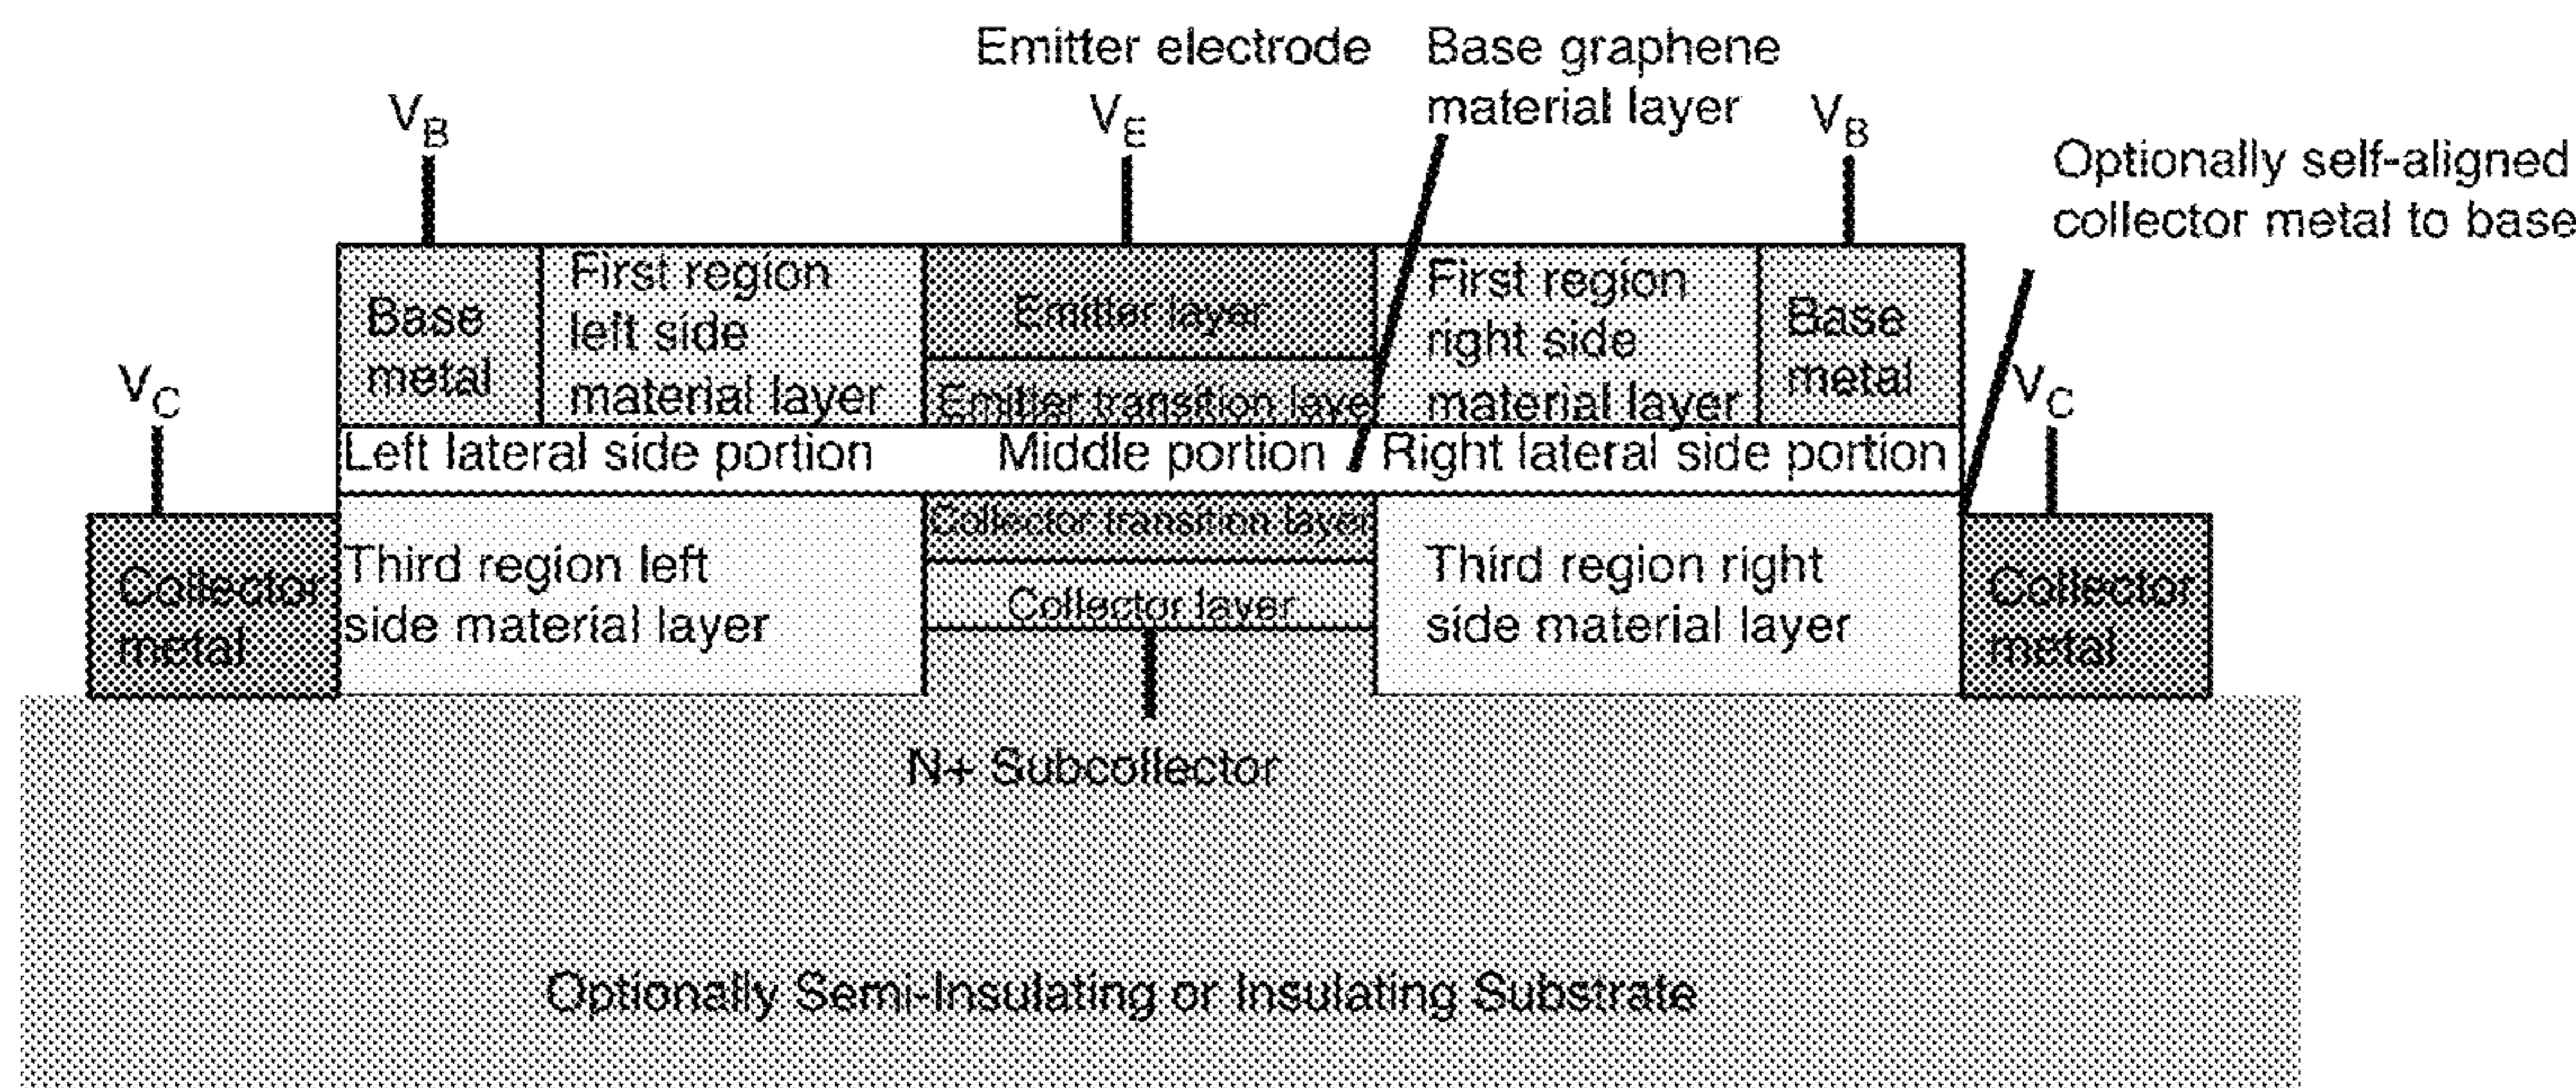 Emitter electrode
Base graphene
material layer
V_B
V_E
V_B
Optionally self-aligned
collector metal to base
Base
metal
First region
left side
material layer
Emitter layer
Emitter transition laye
First region
right side
material layer
Base
metal
V_C
V_C
Left lateral side portion
Middle portion
Right lateral side portion
Collector
metal
Third region left
side material layer
Collector transition layer
Collector layer
Third region right
side material layer
Collector
metal
N+ Subcollector
Optionally Semi-Insulating or Insulating Substrate